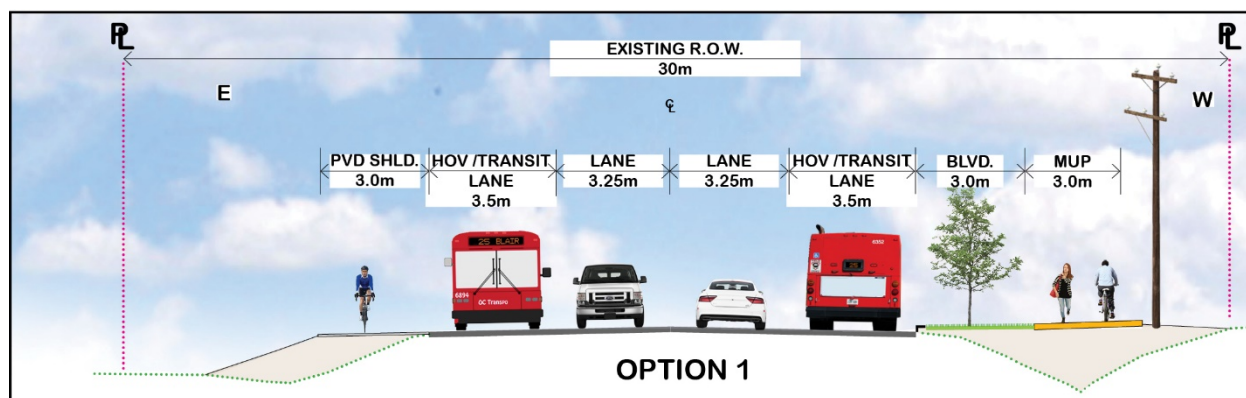 PL
PL
EXISTING R.O.W.
30m
E
W
CL
PVD SHLD.
3.0m
HOV /TRANSIT
LANE
3.5m
LANE
3.25m
LANE
3.25m
HOV /TRANSIT
LANE
3.5m
BLVD.
3.0m
MUP
3.0m
25 BLAIR
6894
OC Transpo
OPTION 1